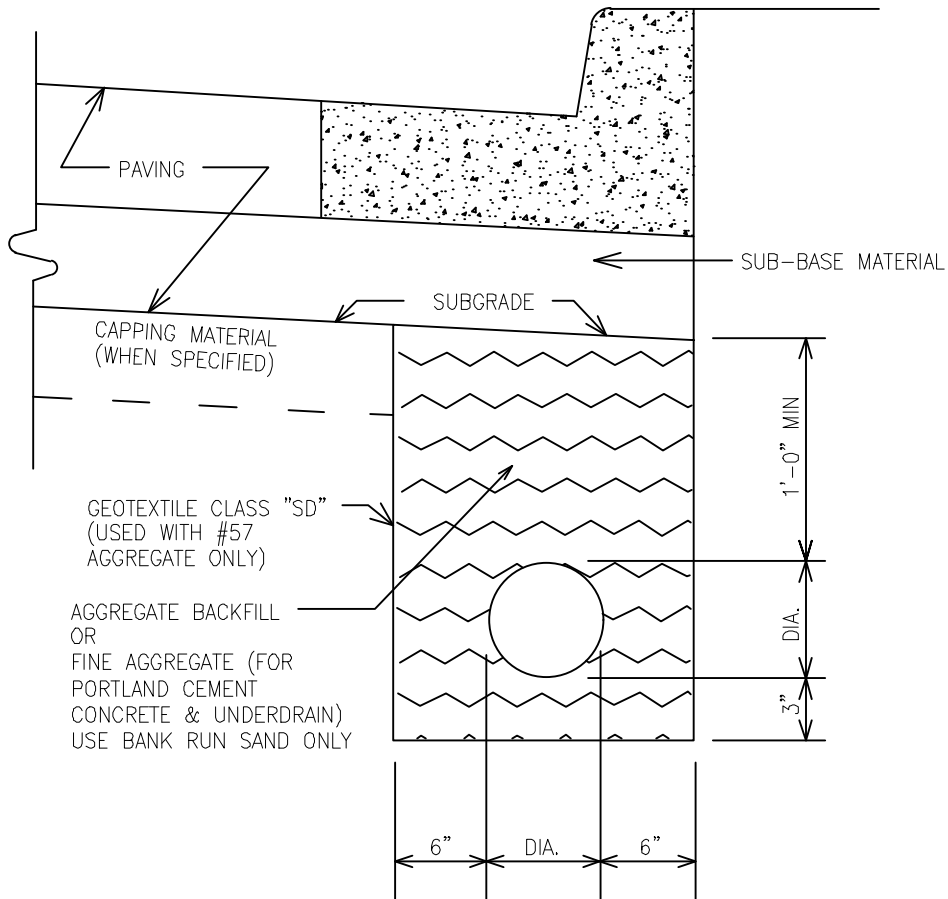 PAVING
SUB-BASE MATERIAL
SUBGRADE
CAPPING MATERIAL
(WHEN SPECIFIED)
1'-0" MIN
GEOTEXTILE CLASS "SD"
(USED WITH #57
AGGREGATE ONLY)
AGGREGATE BACKFILL
OR
FINE AGGREGATE (FOR
PORTLAND CEMENT
CONCRETE & UNDERDRAIN)
USE BANK RUN SAND ONLY
DIA.
3"
6"
DIA.
6"